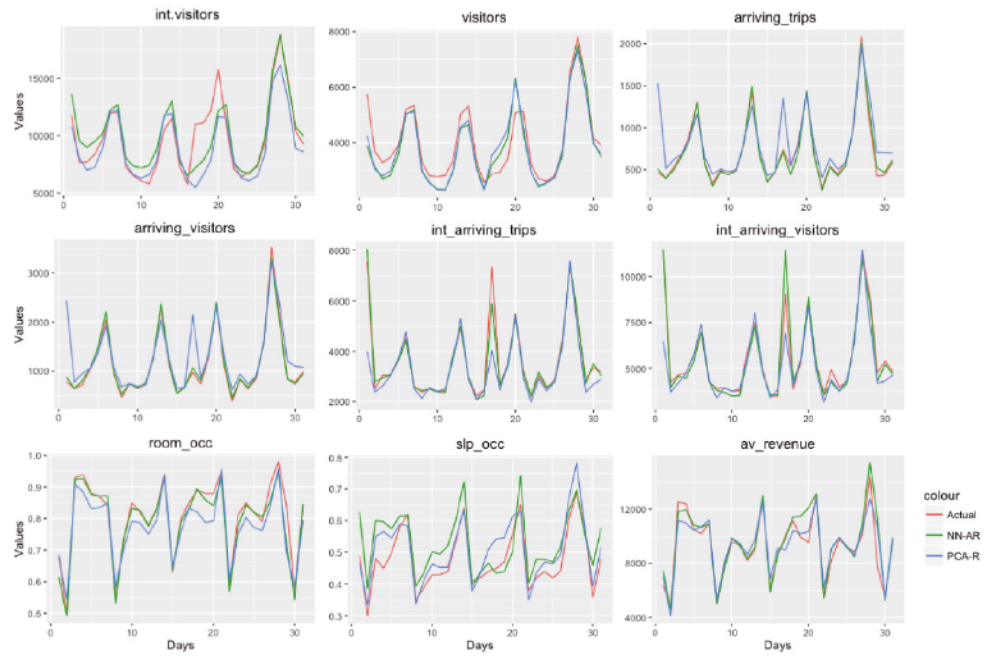 int.visitors
visitors
arriving_trips
Values
15000
10000
5000
0 10 20 30
8000
6000
4000
0 10 20 30
2000
1500
1000
500
0 10 20 30
arriving_visitors
int_arriving_trips
int_arriving_visitors
Values
3000
2000
1000
0 10 20 30
8000
6000
4000
2000
0 10 20 30
10000
7500
5000
0 10 20 30
room_occ
slp_occ
av_revenue
Values
1.0
0.9
0.8
0.7
0.6
0.5
0 10 20 30
Days
0.8
0.7
0.6
0.5
0.4
0.3
0 10 20 30
Days
12000
8000
4000
0 10 20 30
Days
colour
Actual
NN-AR
PCA-R